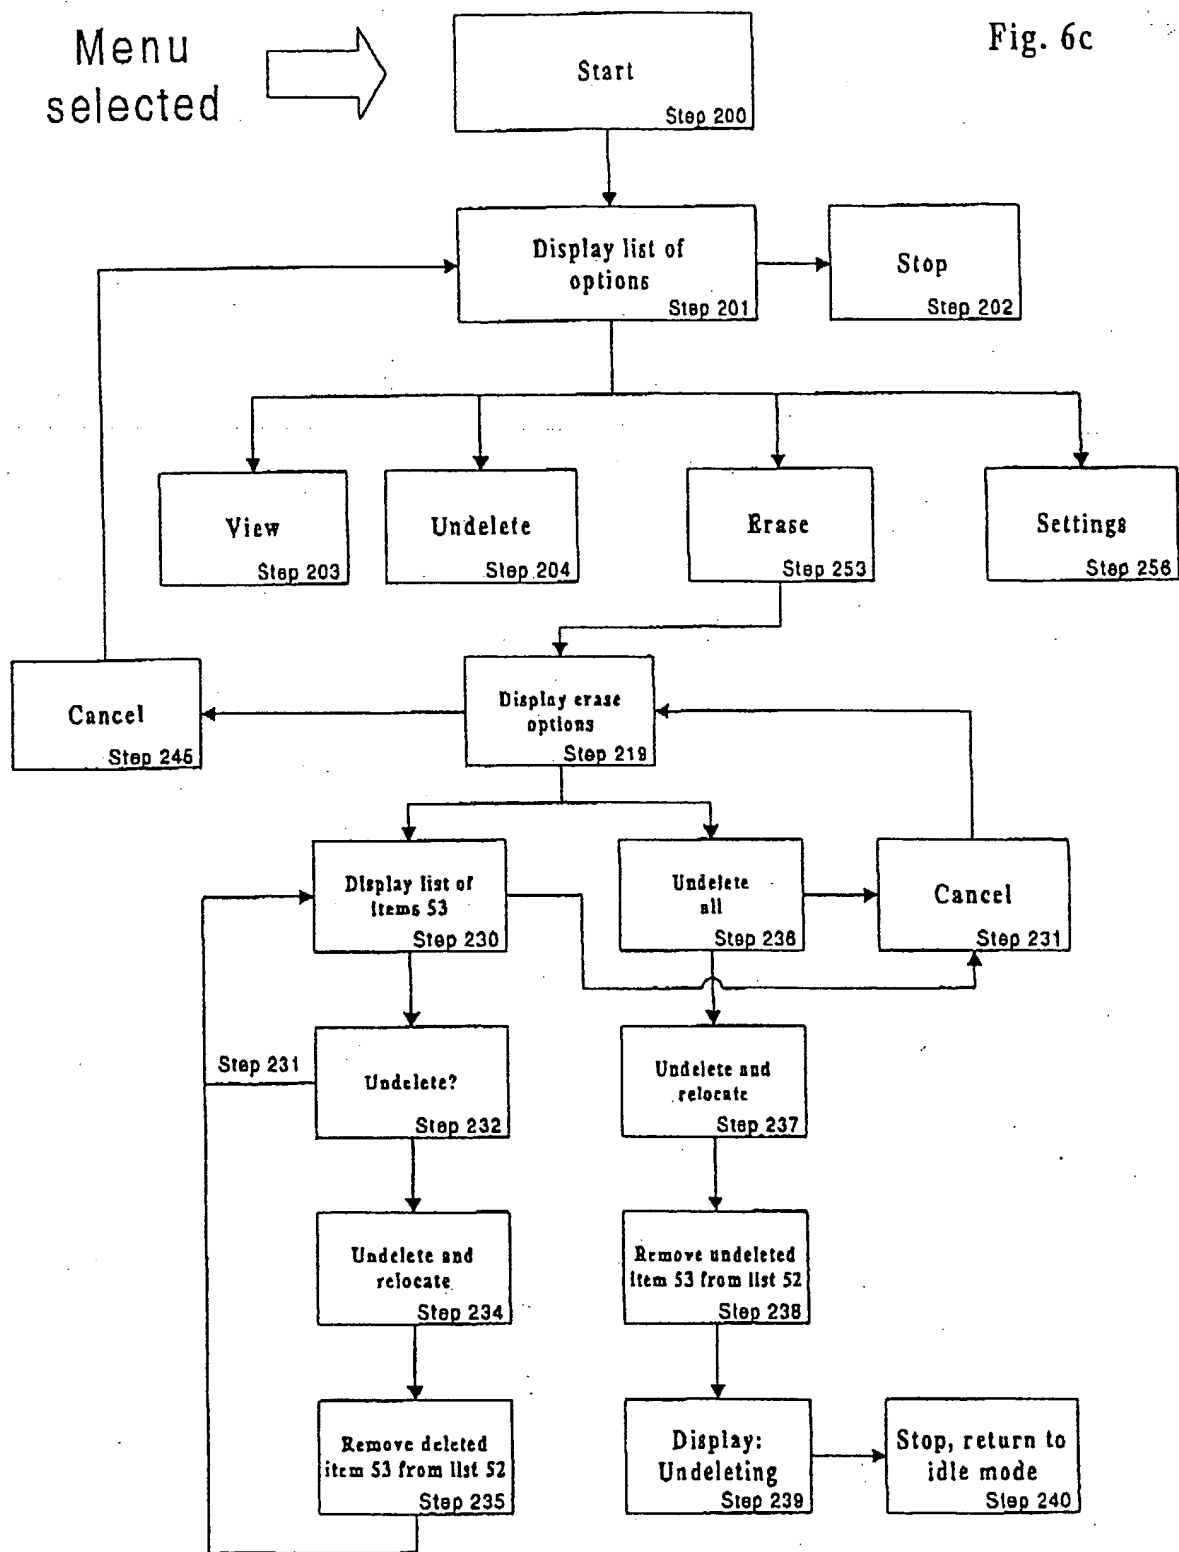 Menu
selected
Start
Step 200
Fig. 6c
Display list of
options
Step 201
Stop
Step 202
View
Step 203
Undelete
Step 204
Erase
Step 253
Settings
Step 256
Cancel
Step 245
Display erase
options
Step 219
Display list of
items 53
Step 230
Undelete
all
Step 236
Cancel
Step 231
Step 231
Undelete?
Step 232
Undelete and
relocate
Step 237
Undelete and
relocate
Step 234
Remove undeleted
item 53 from list 52
Step 238
Remove deleted
item 53 from list 52
Step 235
Display:
Undeleting
Step 239
Stop, return to
idle mode
Step 240